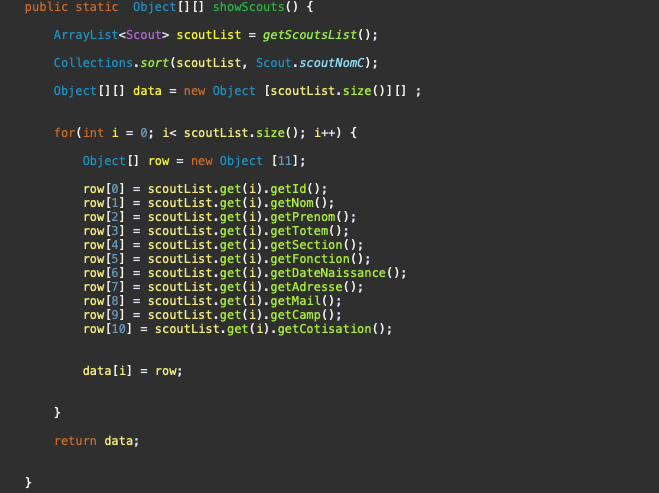 public static  Object[][] showScouts() {
ArrayList<Scout> scoutList = getScoutsList();
Collections.sort(scoutList, Scout.scoutNomC);
Object[][] data = new Object [scoutList.size()][] ;
for(int i = 0; i< scoutList.size(); i++) {
Object[] row = new Object [11];
row[0] = scoutList.get(i).getId();
row[1] = scoutList.get(i).getNom();
row[2] = scoutList.get(i).getPrenom();
row[3] = scoutList.get(i).getTotem();
row[4] = scoutList.get(i).getSection();
row[5] = scoutList.get(i).getFonction();
row[6] = scoutList.get(i).getDateNaissance();
row[7] = scoutList.get(i).getAdresse();
row[8] = scoutList.get(i).getMail();
row[9] = scoutList.get(i).getCamp();
row[10] = scoutList.get(i).getCotisation();
data[i] = row;
}
return data;
}